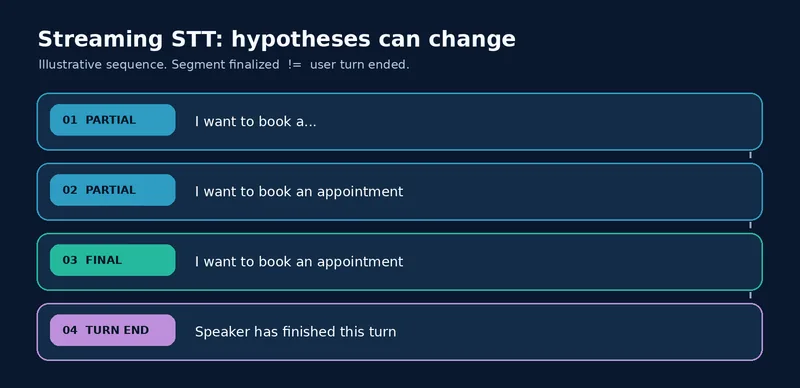 Streaming STT: hypotheses can change
Illustrative sequence. Segment finalized != user turn ended.
01 PARTIAL I want to book a...
02 PARTIAL I want to book an appointment
03 FINAL I want to book an appointment
04 TURN END Speaker has finished this turn